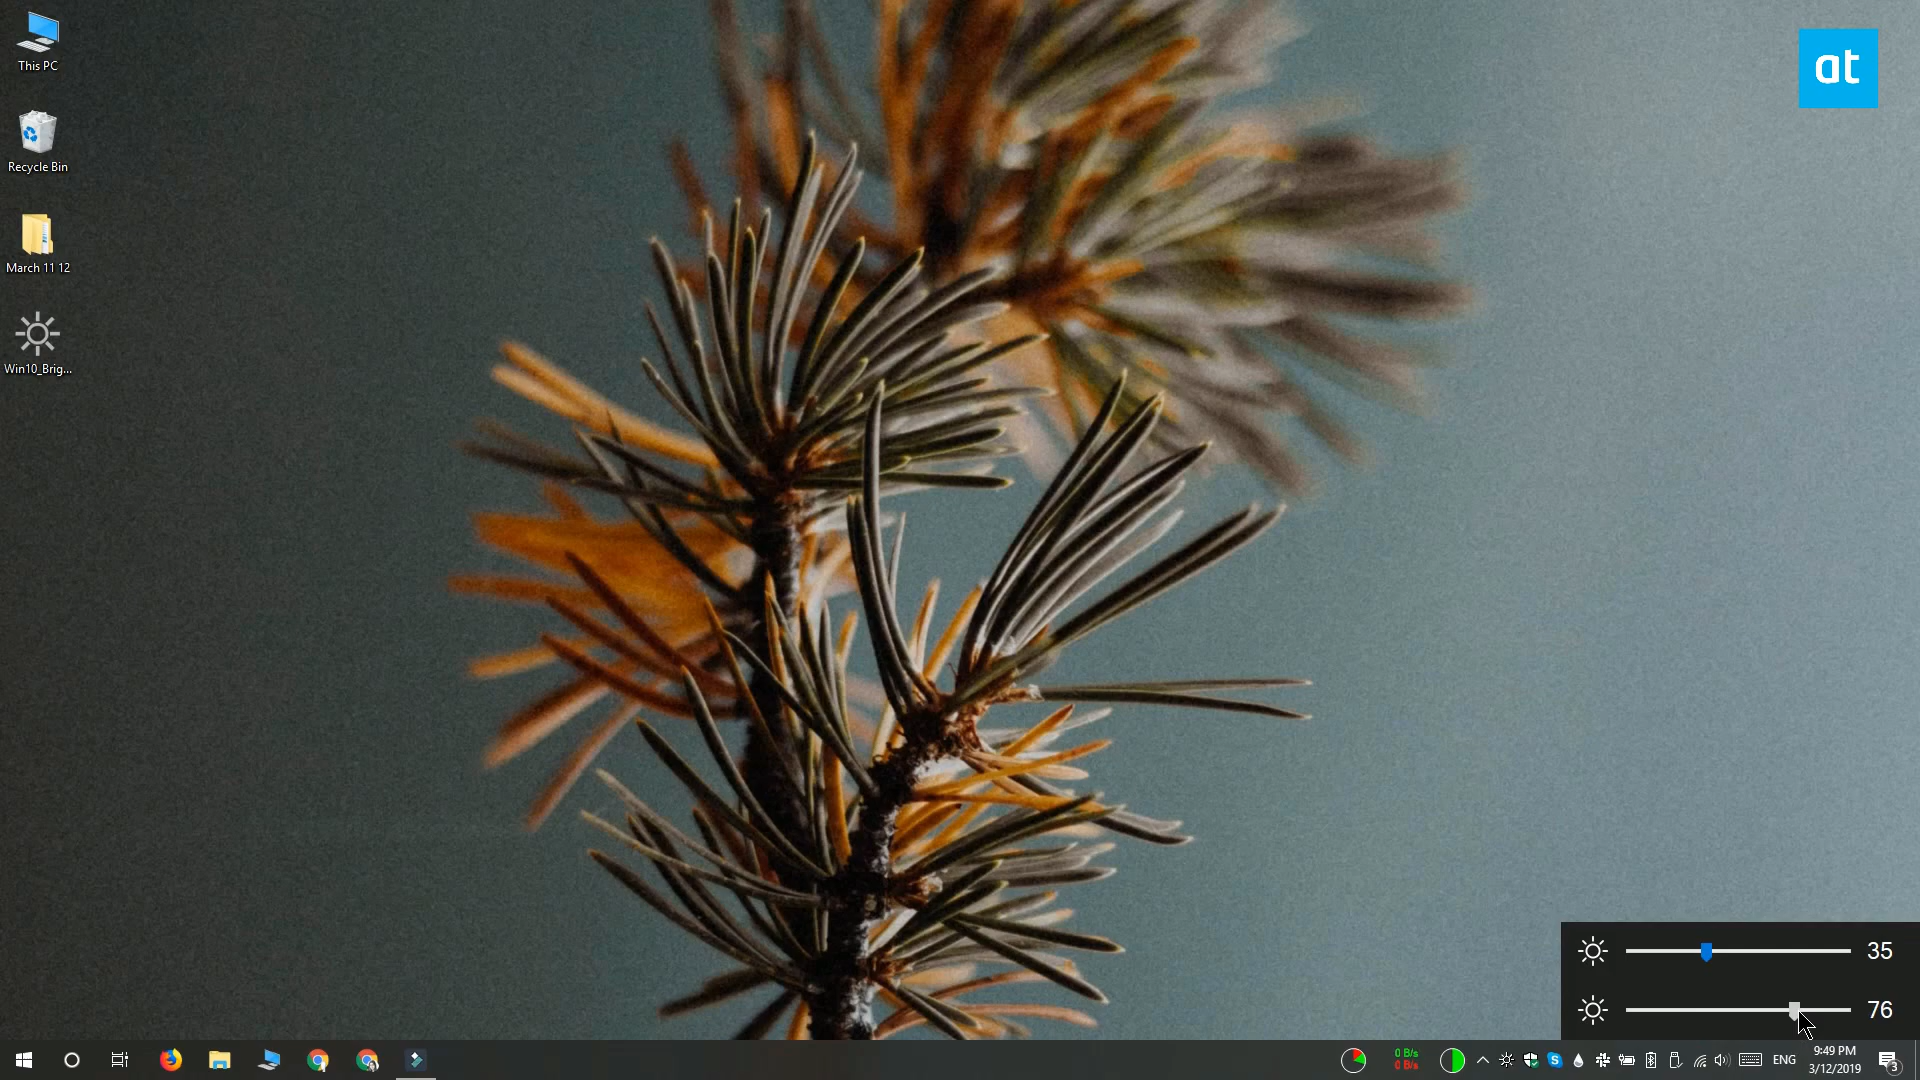 This PC
at
Recycle Bin
March 11 12
Win10_Brig...
35
76
0 B/s
0 B/s
ENG
9:49 PM
3/12/2019
3